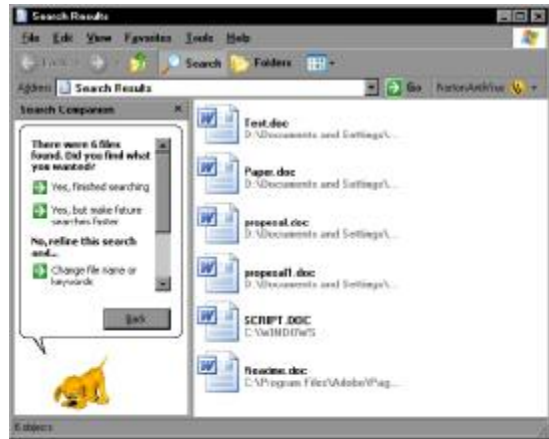 Search Results
File Edit View Favorites Tools Help
Back
Search Folders
Address Search Results Go Norton AntiVirus
Search Companion
There were 6 files
found. Did you find what
you wanted?
Yes, finished searching
Yes, but make future
searches faster
No, refine this search
and...
Change file name or
keywords
Back
Test.doc
D:\Documents and Settings\...
Paper.doc
D:\Documents and Settings\...
proposal.doc
D:\Documents and Settings\...
proposal1.doc
D:\Documents and Settings\...
SCRIPT.DOC
C:\WINDOWS
Readme.doc
C:\Program Files\Adobe\Pag...
6 objects